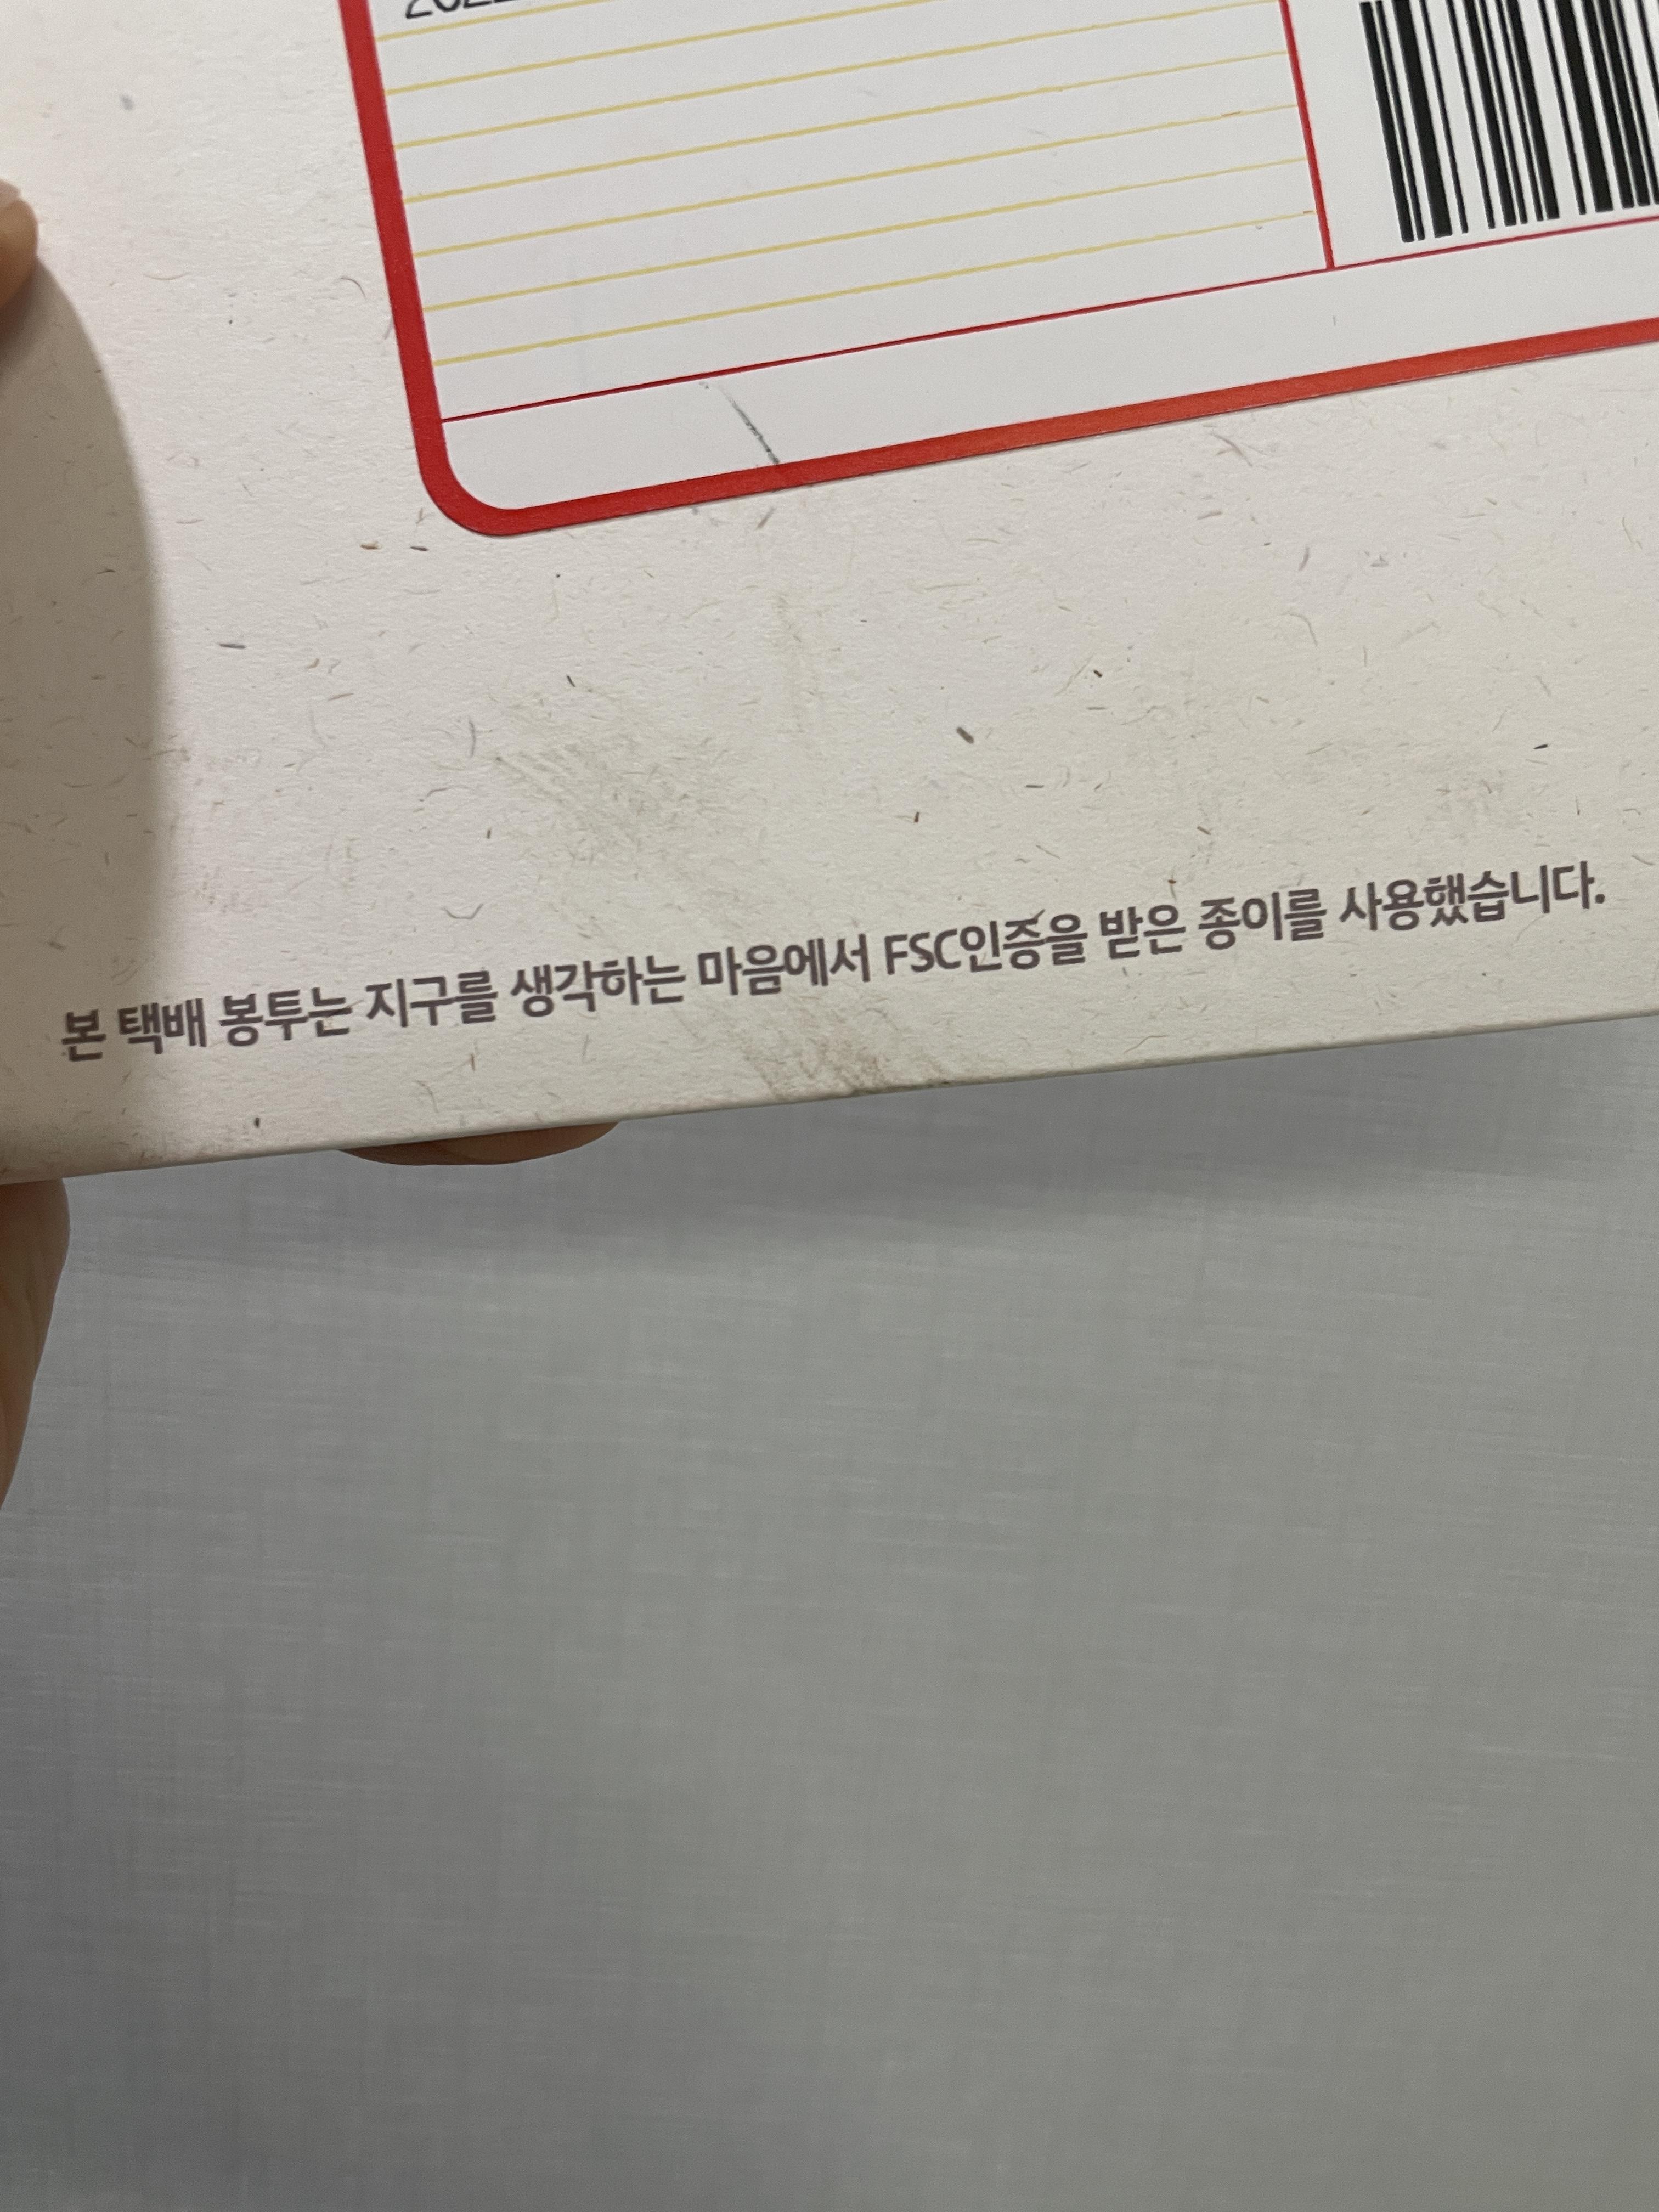 본 택배 봉투는 지구를 생각하는 마음에서 FSC인증을 받은 종이를 사용했습니다.